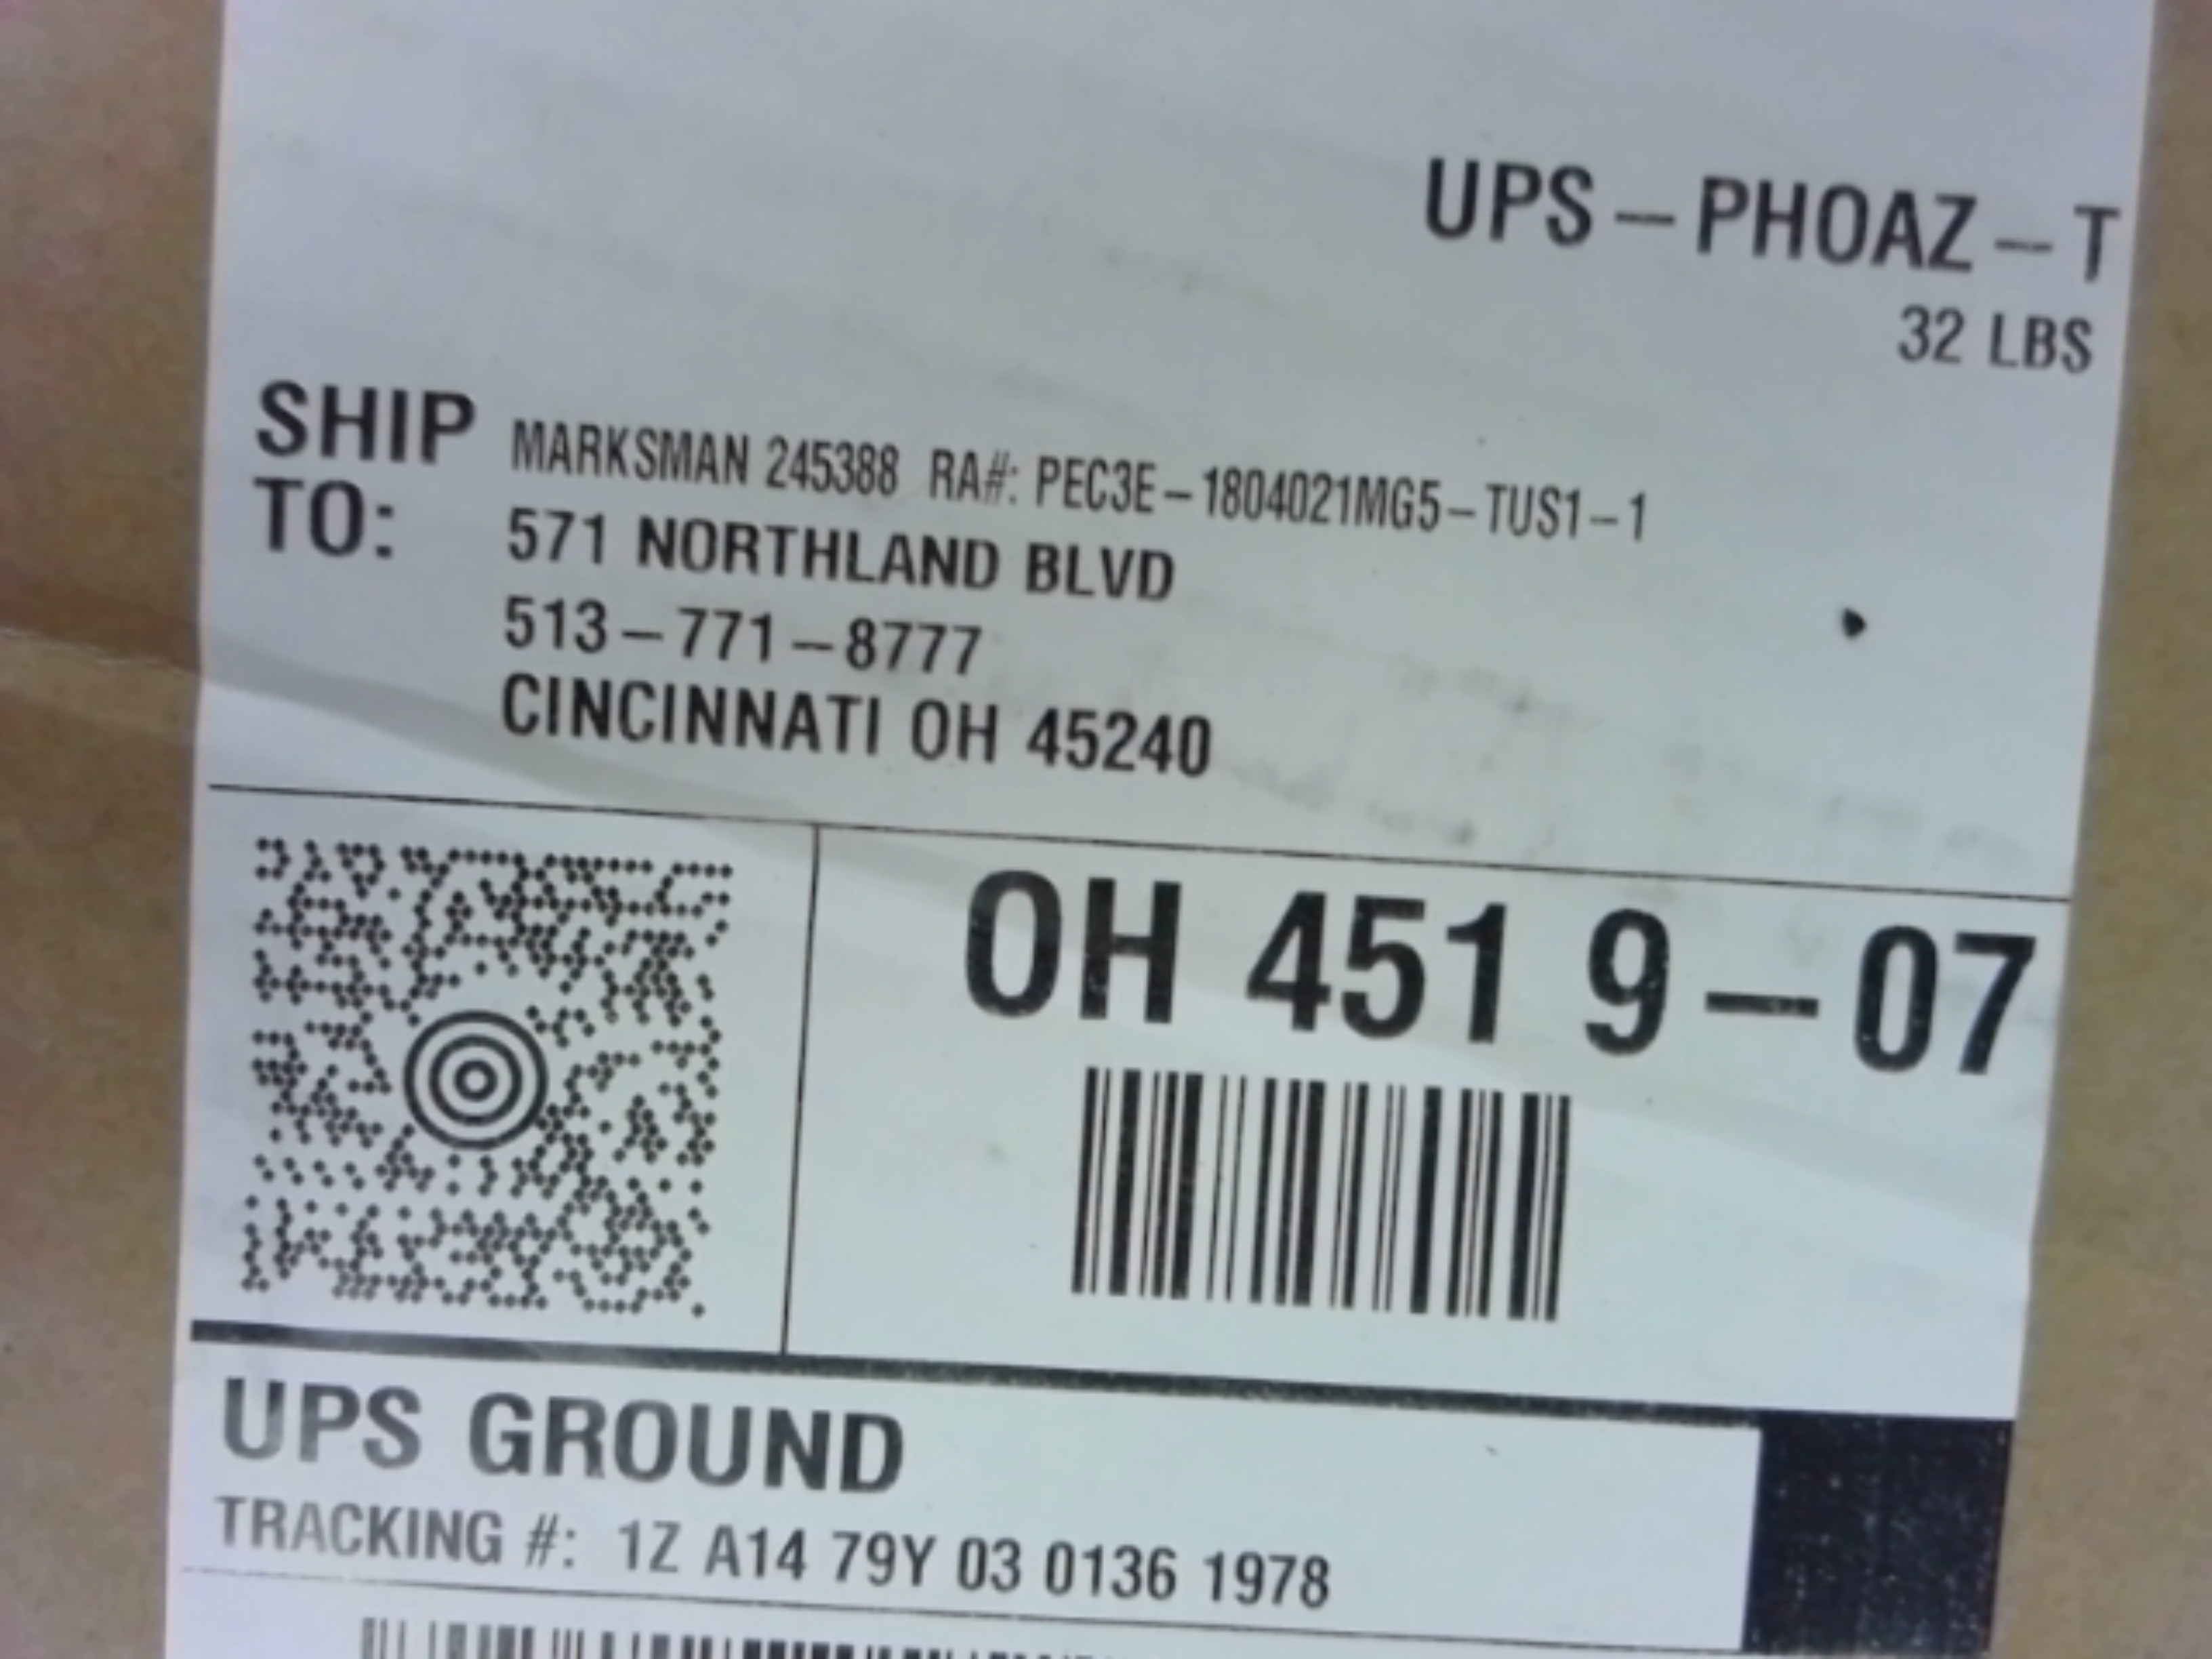 UPS - PHOAZ - T
32 LBS
SHIP TO:
MARKSMAN 245388 RA#: PEC3E-1804021MG5-TUS1-1
571 NORTHLAND BLVD
513-771-8777
CINCINNATI OH 45240
OH 451 9-07
UPS GROUND
TRACKING #: 1Z A14 79Y 03 0136 1978